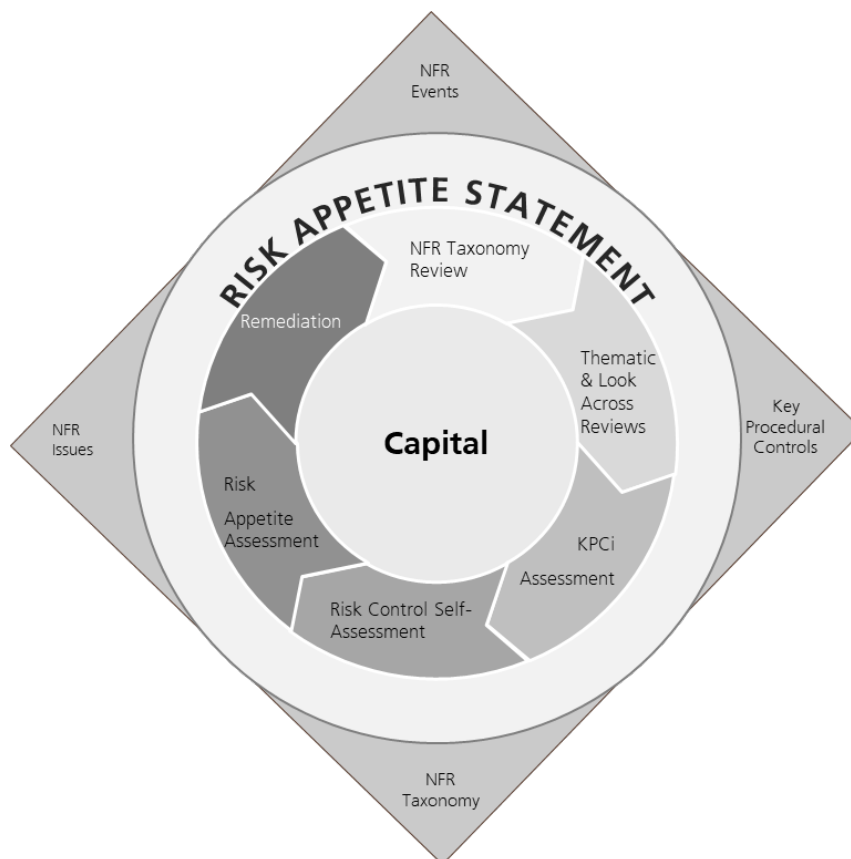 NFR
Events
RISK APPETITE STATEMENT
NFR Taxonomy
Review
Remediation
Thematic
& Look
Across
Reviews
Key
Procedural
Controls
NFR
Issues
Capital
Risk
Appetite
Assessment
KPCi
Assessment
Risk Control Self-
Assessment
NFR
Taxonomy